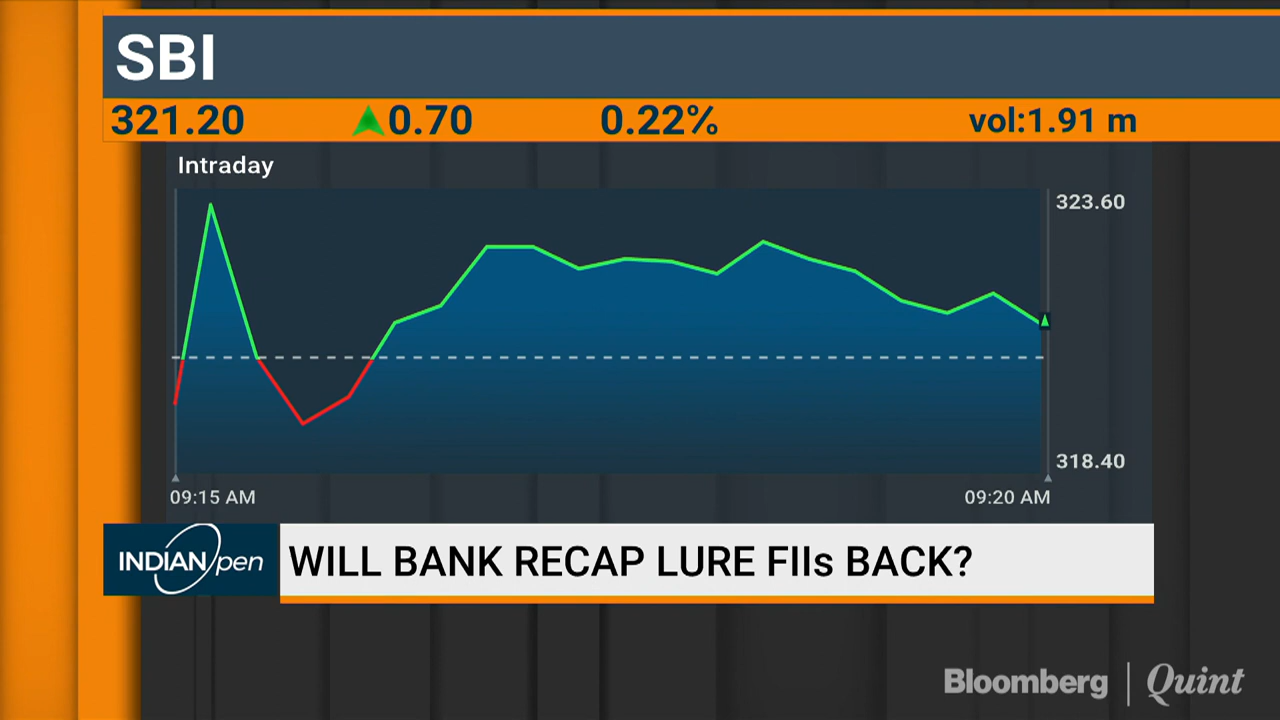 SBI
321.20 0.70 0.22% vol:1.91 m
Intraday
323.60
318.40
09:15 AM 09:20 AM
INDIAN Open WILL BANK RECAP LURE FIIs BACK?
Bloomberg | Quint